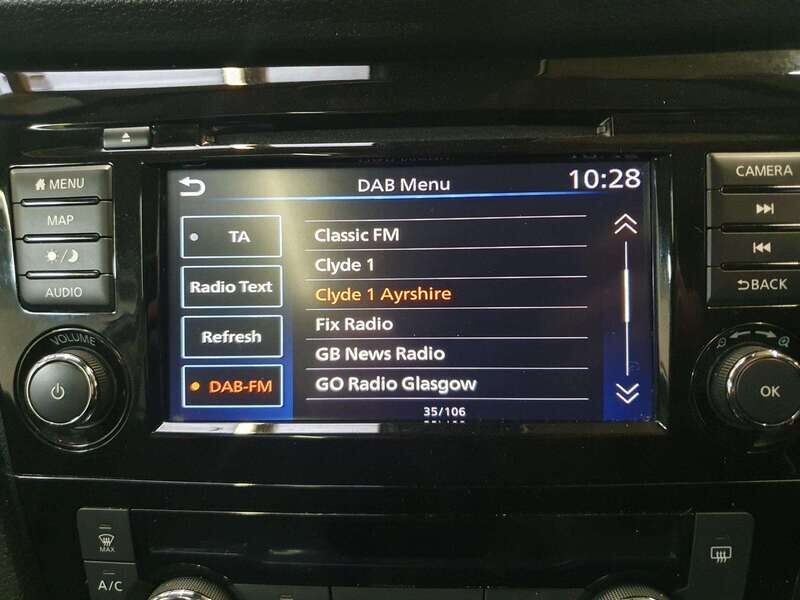 MENU
MAP
AUDIO
VOLUME
DAB Menu
10:28
TA
Radio Text
Refresh
DAB-FM
Classic FM
Clyde 1
Clyde 1 Ayrshire
Fix Radio
GB News Radio
GO Radio Glasgow
35/106
CAMERA
BACK
OK
MAX
A/C